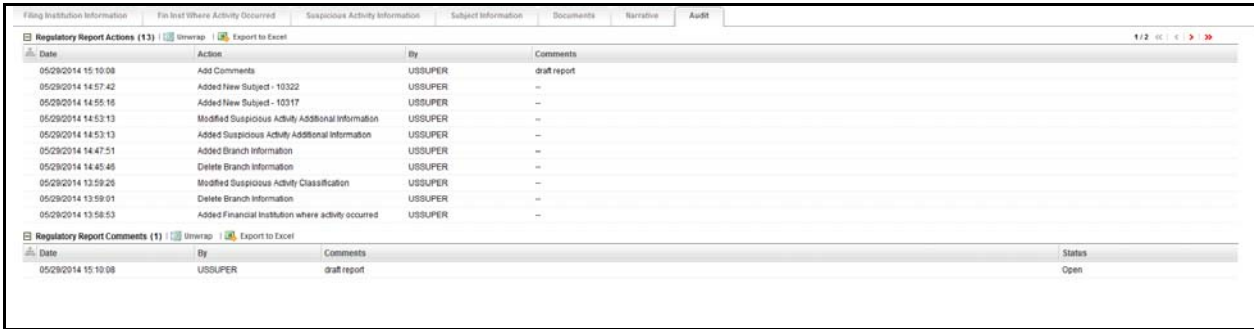 Filing Institution Information Fin Inst Where Activity Occurred Suspicious Activity Information Subject Information Documents Narrative Audit
Regulatory Report Actions (13) | Unwrap | Export to Excel 1 / 2 << | < | > | >>
Date Action By Comments
05/29/2014 15:10:08 Add Comments USSUPER draft report
05/29/2014 14:57:42 Added New Subject - 10322 USSUPER --
05/29/2014 14:55:16 Added New Subject - 10317 USSUPER --
05/29/2014 14:53:13 Modified Suspicious Activity Additional Information USSUPER --
05/29/2014 14:53:13 Added Suspicious Activity Additional Information USSUPER --
05/29/2014 14:47:51 Added Branch Information USSUPER --
05/29/2014 14:45:46 Delete Branch Information USSUPER --
05/29/2014 13:59:26 Modified Suspicious Activity Classification USSUPER --
05/29/2014 13:59:01 Delete Branch Information USSUPER --
05/29/2014 13:58:53 Added Financial Institution where activity occurred USSUPER --
Regulatory Report Comments (1) | Unwrap | Export to Excel
Date By Comments Status
05/29/2014 15:10:08 USSUPER draft report Open